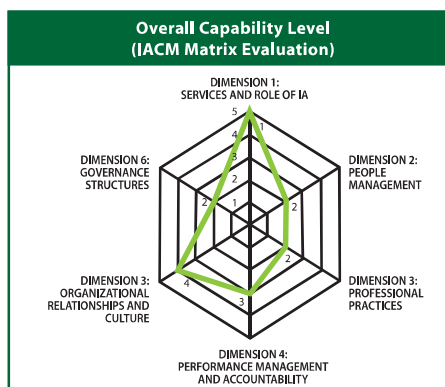 Overall Capability Level
(IACM Matrix Evaluation)
DIMENSION 1:
SERVICES AND ROLE OF IA
5
1
4
DIMENSION 6:
GOVERNANCE
STRUCTURES
3
DIMENSION 2:
PEOPLE
MANAGEMENT
2
2
1
2
2
DIMENSION 3:
ORGANIZATIONAL
RELATIONSHIPS AND
CULTURE
4
3
DIMENSION 3:
PROFESSIONAL
PRACTICES
DIMENSION 4:
PERFORMANCE MANAGEMENT
AND ACCOUNTABILITY